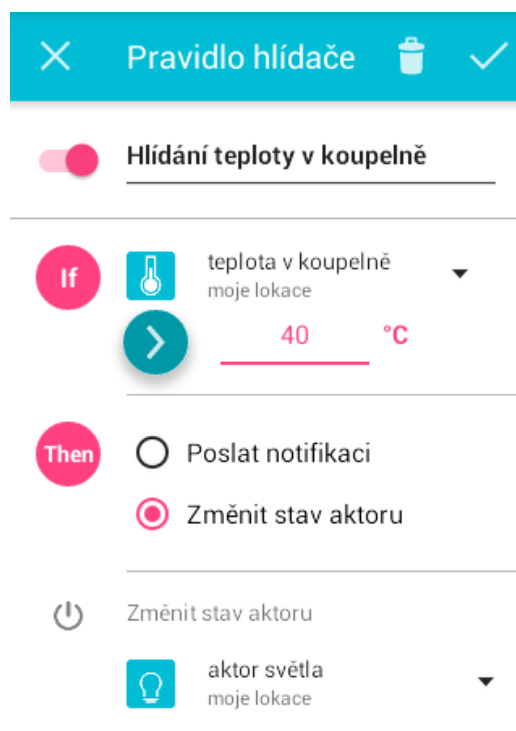 Pravidlo hlídače
Hlídání teploty v koupelně
If
teplota v koupelně
moje lokace
40 °C
Then
Poslat notifikaci
Změnit stav aktoru
Změnit stav aktoru
aktor světla
moje lokace